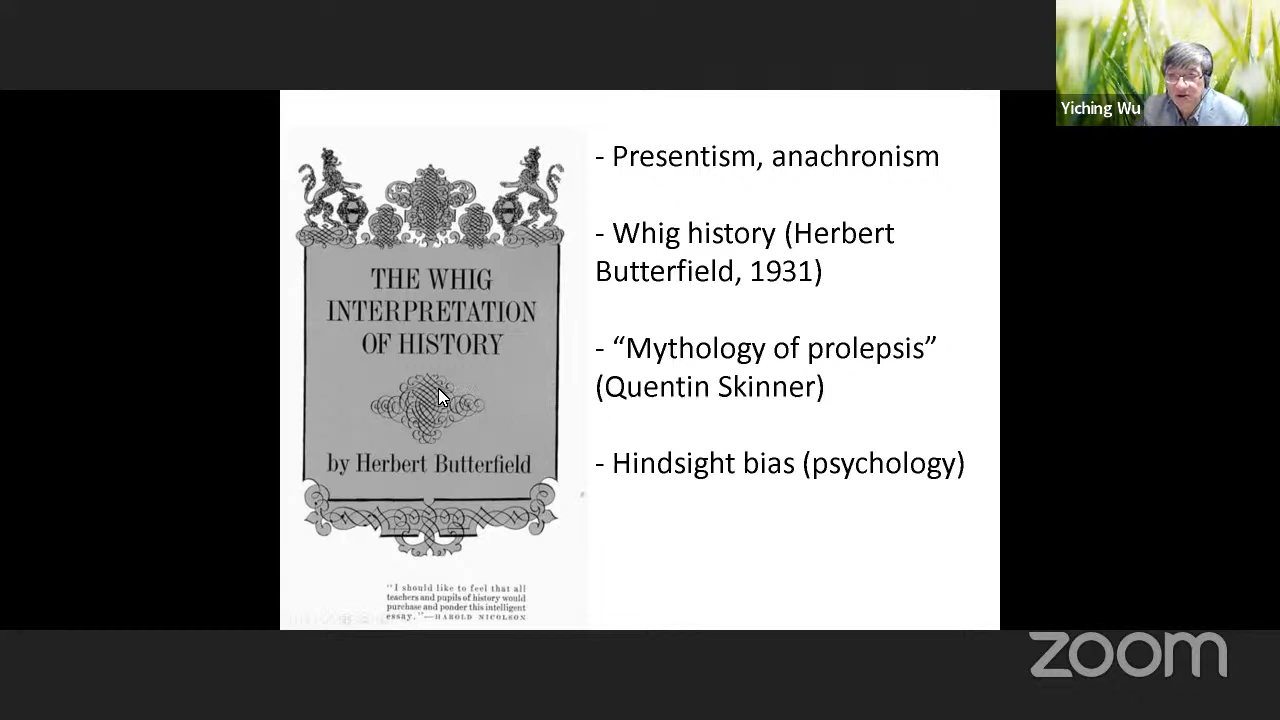 Yiching Wu
THE WHIG
INTERPRETATION
OF HISTORY
by Herbert Butterfield
"I should like to feel that all
teachers and pupils of history would
purchase and ponder this intelligent
essay."—HAROLD NICOLSON
- Presentism, anachronism
- Whig history (Herbert
Butterfield, 1931)
- “Mythology of prolepsis”
(Quentin Skinner)
- Hindsight bias (psychology)
zoom